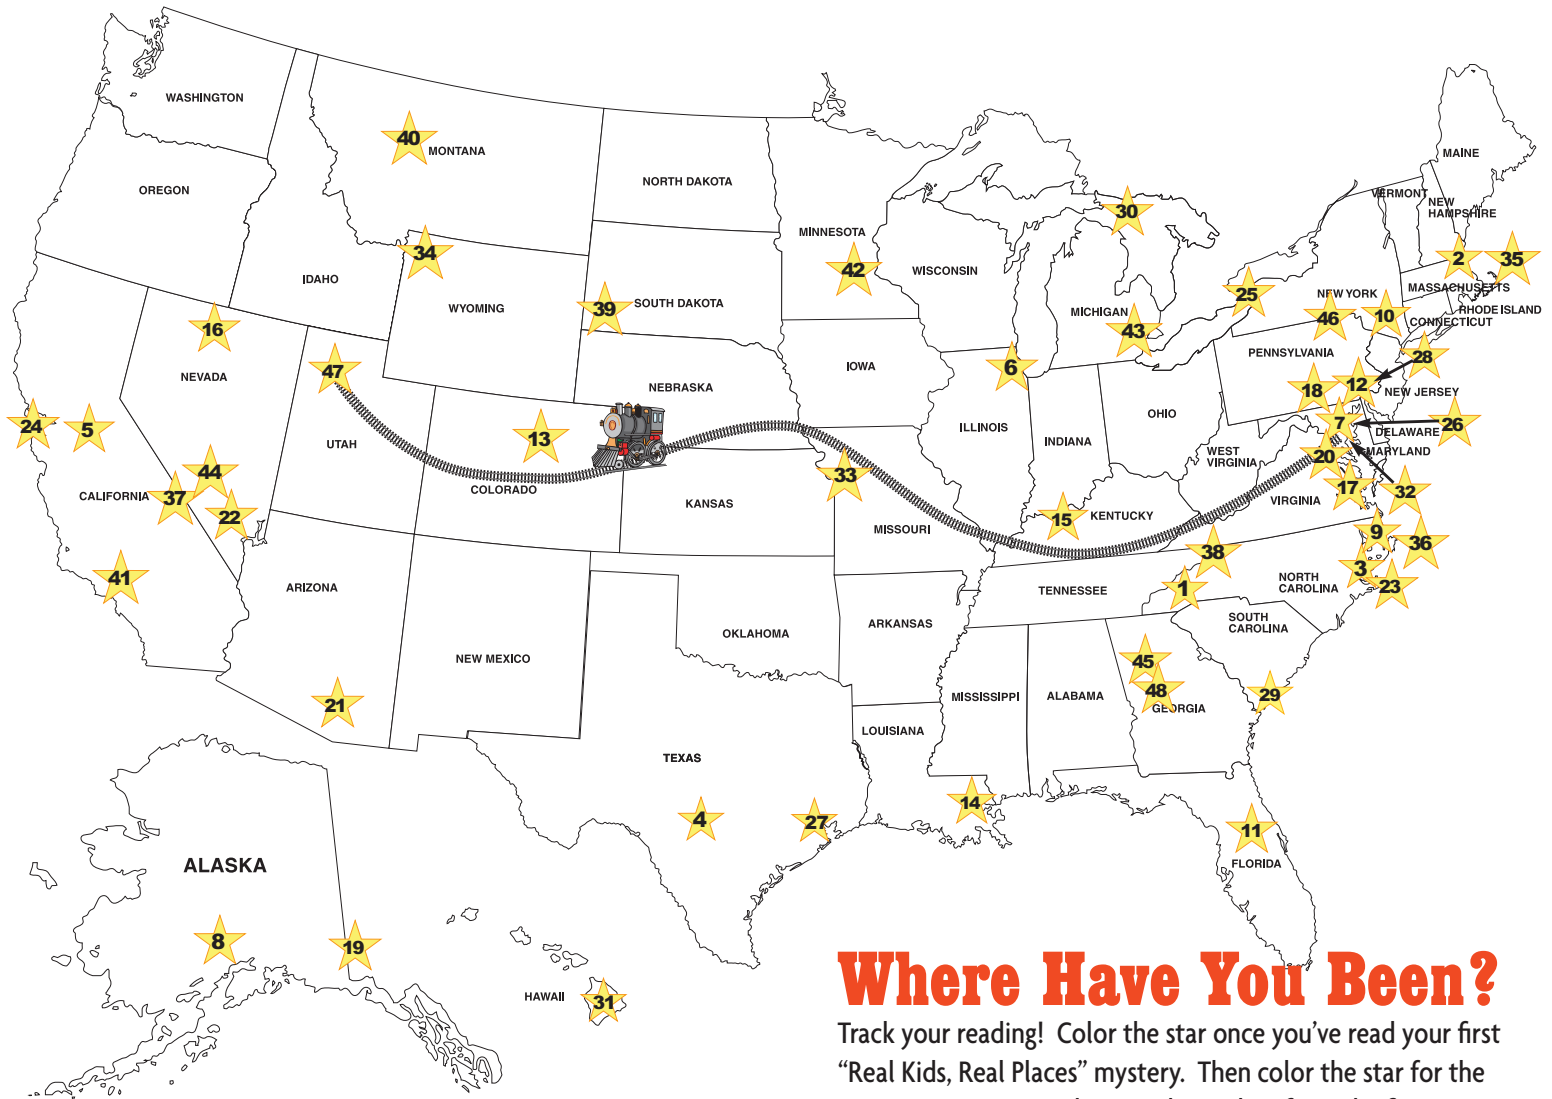 WASHINGTON
40
MONTANA
NORTH DAKOTA
MAINE
OREGON
VERMONT
NEW
HAMPSHIRE
30
MINNESOTA
34
IDAHO
42
WISCONSIN
2
35
MASSACHUSETTS
WYOMING
39
SOUTH DAKOTA
MICHIGAN
43
25
NEW YORK
46
10
RHODE ISLAND
CONNECTICUT
16
NEVADA
47
NEBRASKA
IOWA
6
PENNSYLVANIA
28
18
12
NEW JERSEY
24
5
UTAH
13
ILLINOIS
INDIANA
OHIO
7
26
DELAWARE
WEST
VIRGINIA
MARYLAND
20
44
CALIFORNIA
37
22
COLORADO
KANSAS
33
MISSOURI
15
KENTUCKY
VIRGINIA
17
32
9
36
38
41
ARIZONA
NEW MEXICO
OKLAHOMA
ARKANSAS
TENNESSEE
1
NORTH
CAROLINA
3
23
SOUTH
CAROLINA
21
MISSISSIPPI
ALABAMA
45
48
GEORGIA
29
LOUISIANA
TEXAS
4
27
14
11
FLORIDA
ALASKA
8
19
HAWAII
31
Where Have You Been?
Track your reading! Color the star once you've read your first
"Real Kids, Real Places" mystery. Then color the star for the